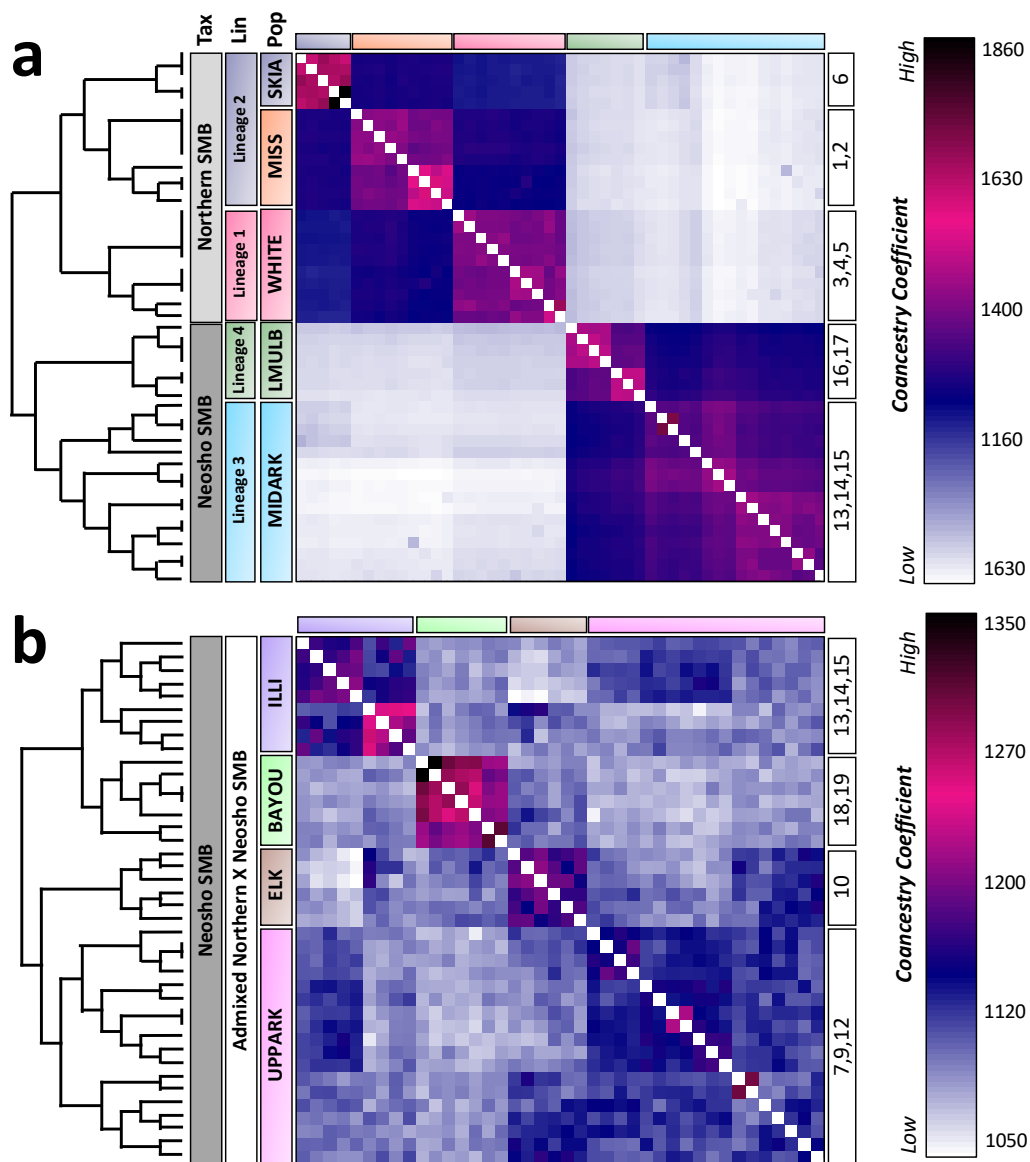 a
Tax
Lin
Pop
Northern SMB
Neosho SMB
Lineage 2
Lineage 1
Lineage 4
Lineage 3
SKIA
MISS
WHITE
LMULB
MIDARK
6
1,2
3,4,5
16,17
13,14,15
High
Low
Coancestry Coefficient
1860
1630
1400
1160
1630
b
Neosho SMB
Admixed Northern X Neosho SMB
ILLI
BAYOU
ELK
UPPARK
13,14,15
18,19
10
7,9,12
High
Low
Coancestry Coefficient
1350
1270
1200
1120
1050